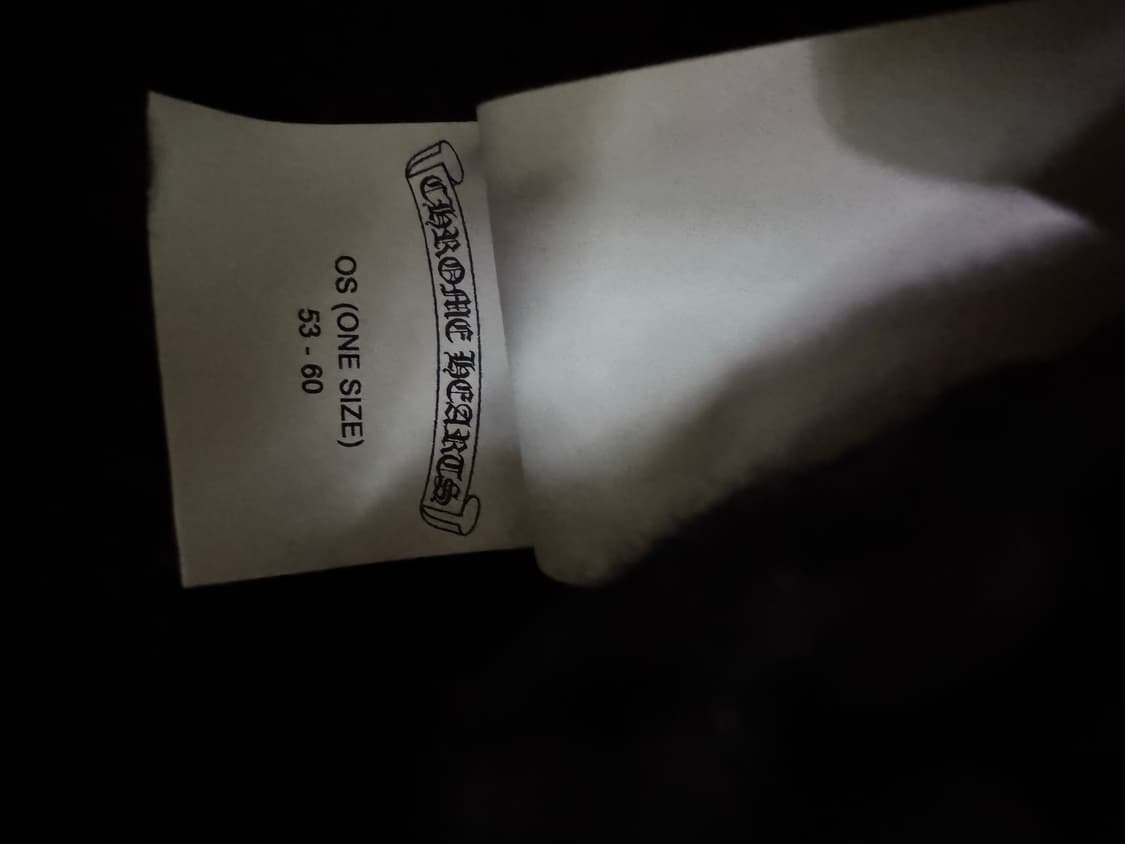 CHROME HEARTS
OS (ONE SIZE)
53 - 60